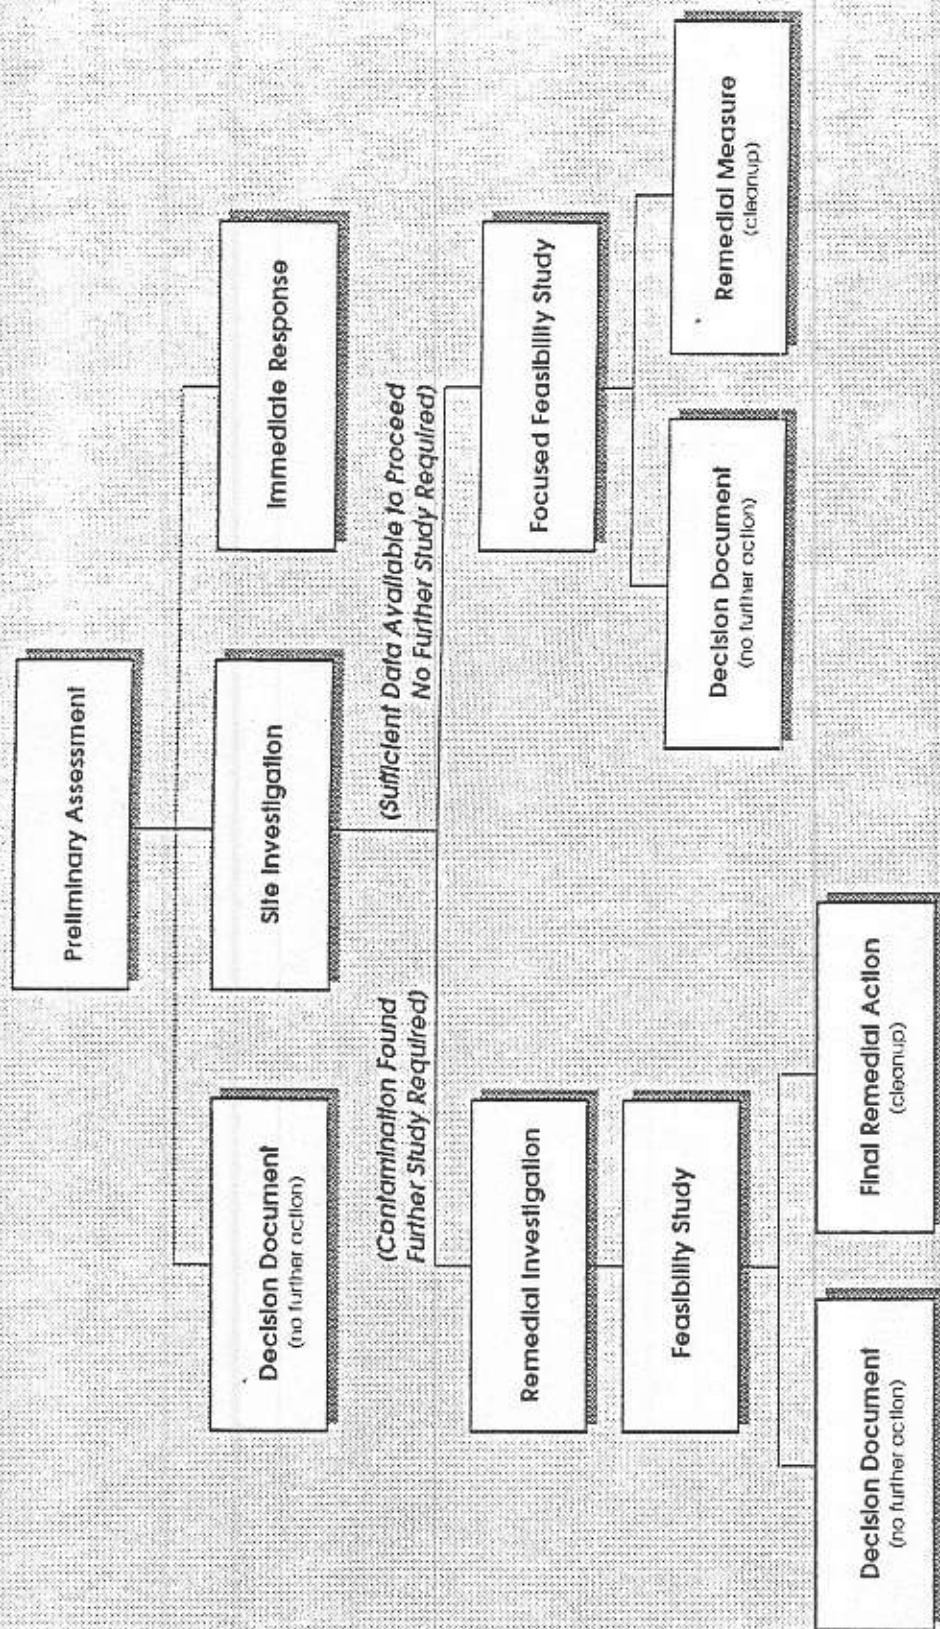 Preliminary Assessment
Decision Document
(no further action)
Site Investigation
Immediate Response
(Contamination Found
Further Study Required)
(Sufficient Data Available to Proceed
No Further Study Required)
Remedial Investigation
Focused Feasibility Study
Feasibility Study
Decision Document
(no further action)
Remedial Measure
(cleanup)
Decision Document
(no further action)
Final Remedial Action
(cleanup)